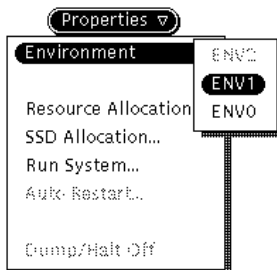 Properties
Environment
ENV2
ENV1
ENV0
Resource Allocation
SSD Allocation...
Run System...
Auto-Restart...
Dump/Halt Off